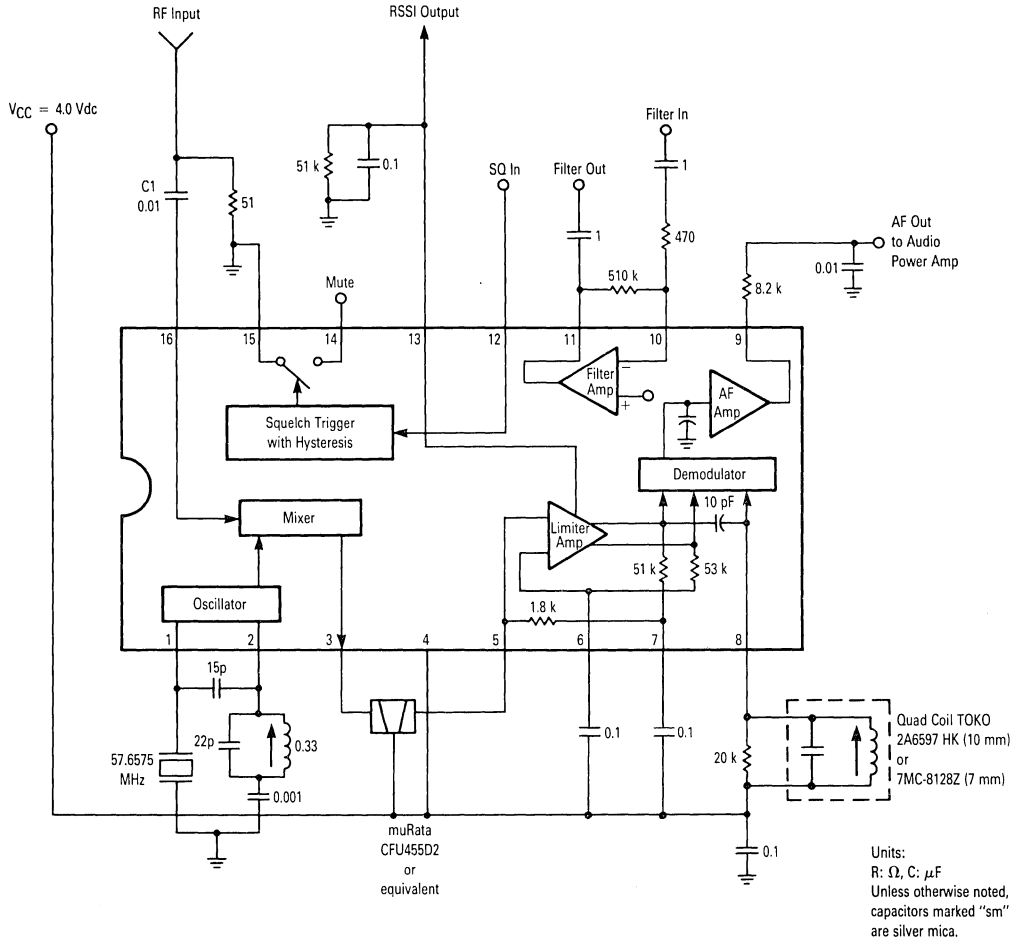 RF Input
RSSI Output
VCC = 4.0 Vdc
Filter In
51 k
0.1
SQ In
Filter Out
1
C1
0.01
51
1
470
AF Out
to Audio
Power Amp
0.01
510 k
8.2 k
Mute
16
15
14
13
12
11
10
9
Filter
Amp
−
+
AF
Amp
Squelch Trigger
with Hysteresis
Demodulator
10 pF
Mixer
Limiter
Amp
51 k
53 k
Oscillator
1.8 k
1
2
3
4
5
6
7
8
15p
22p
0.33
57.6575
MHz
0.001
0.1
0.1
20 k
Quad Coil TOKO
2A6597 HK (10 mm)
or
7MC-8128Z (7 mm)
muRata
CFU455D2
or
equivalent
0.1
Units:
R: Ω, C: μF
Unless otherwise noted,
capacitors marked "sm"
are silver mica.